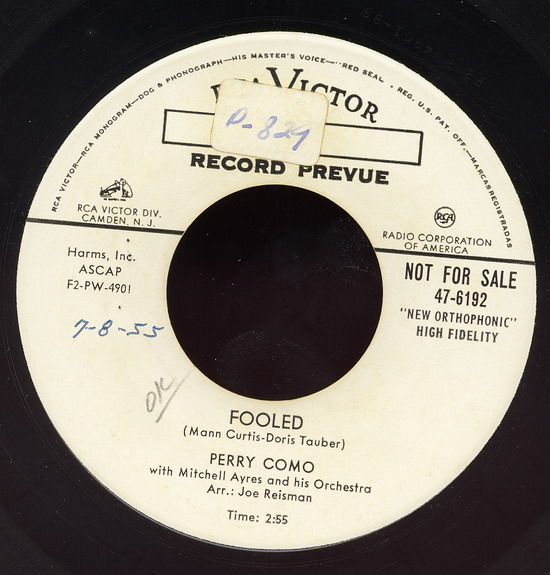 RCA VICTOR—RCA MONOGRAM—DOG & PHONOGRAPH—HIS MASTER'S VOICE—"RED SEAL • REG. U.S. PAT. OFF.—MARCAS REGISTRADAS
RCA VICTOR
P-829
RECORD PREVUE
RCA VICTOR DIV.
CAMDEN, N. J.
RCA
RADIO CORPORATION
OF AMERICA
Harms, Inc.
ASCAP
F2-PW-4901
NOT FOR SALE
47-6192
"NEW ORTHOPHONIC"
HIGH FIDELITY
7-8-55
OK
FOOLED
(Mann Curtis-Doris Tauber)
PERRY COMO
with Mitchell Ayres and his Orchestra
Arr.: Joe Reisman
Time: 2:55